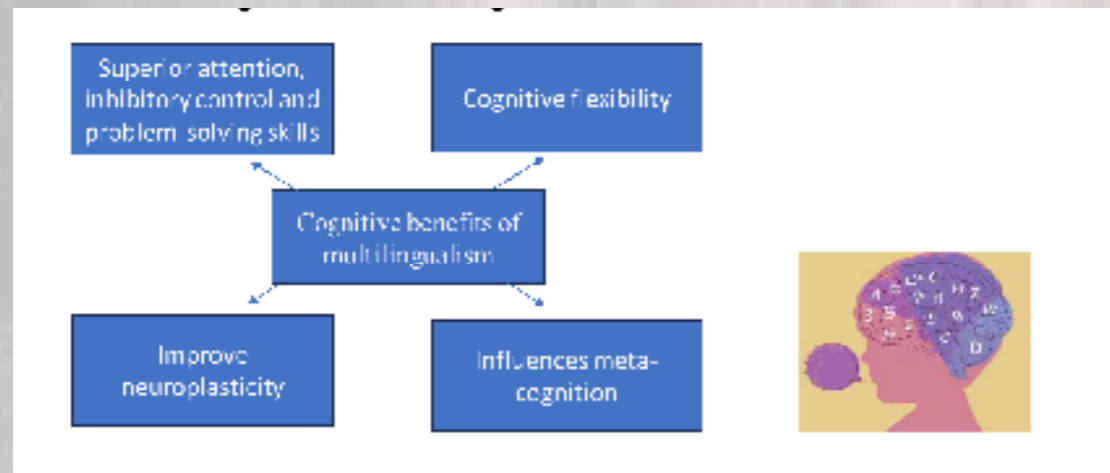 Superior attention,
inhibitory control and
problem-solving skills
Cognitive flexibility
Cognitive benefits of
multilingualism
Improve
neuroplasticity
Influences meta-
cognition